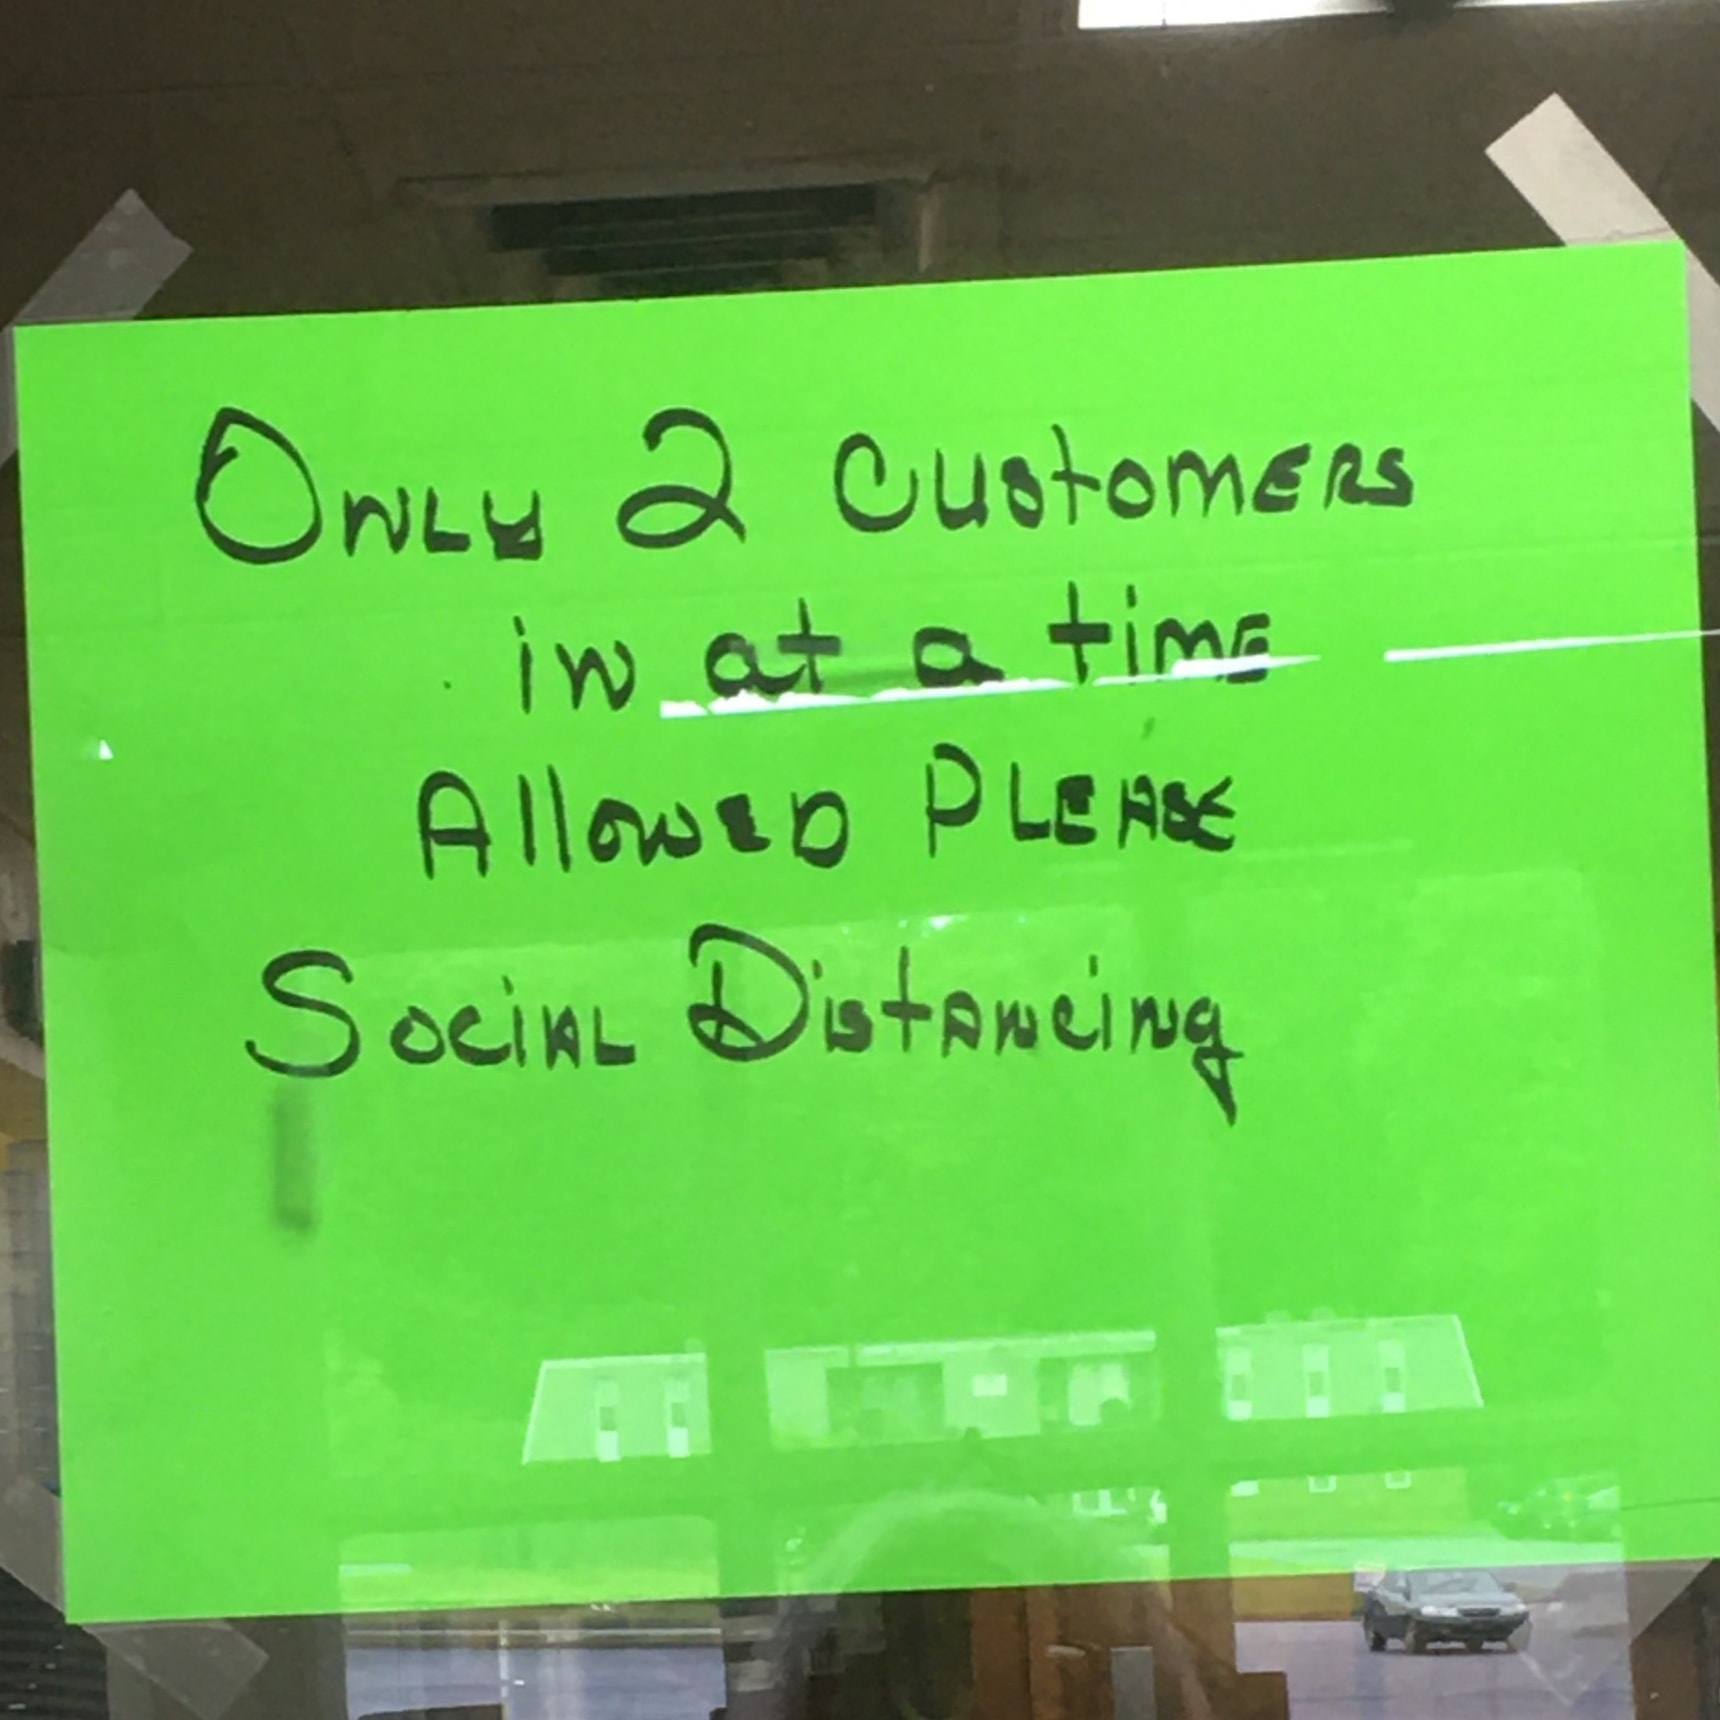 Only 2 Customers
in at a time
Allowed Please
Social Distancing